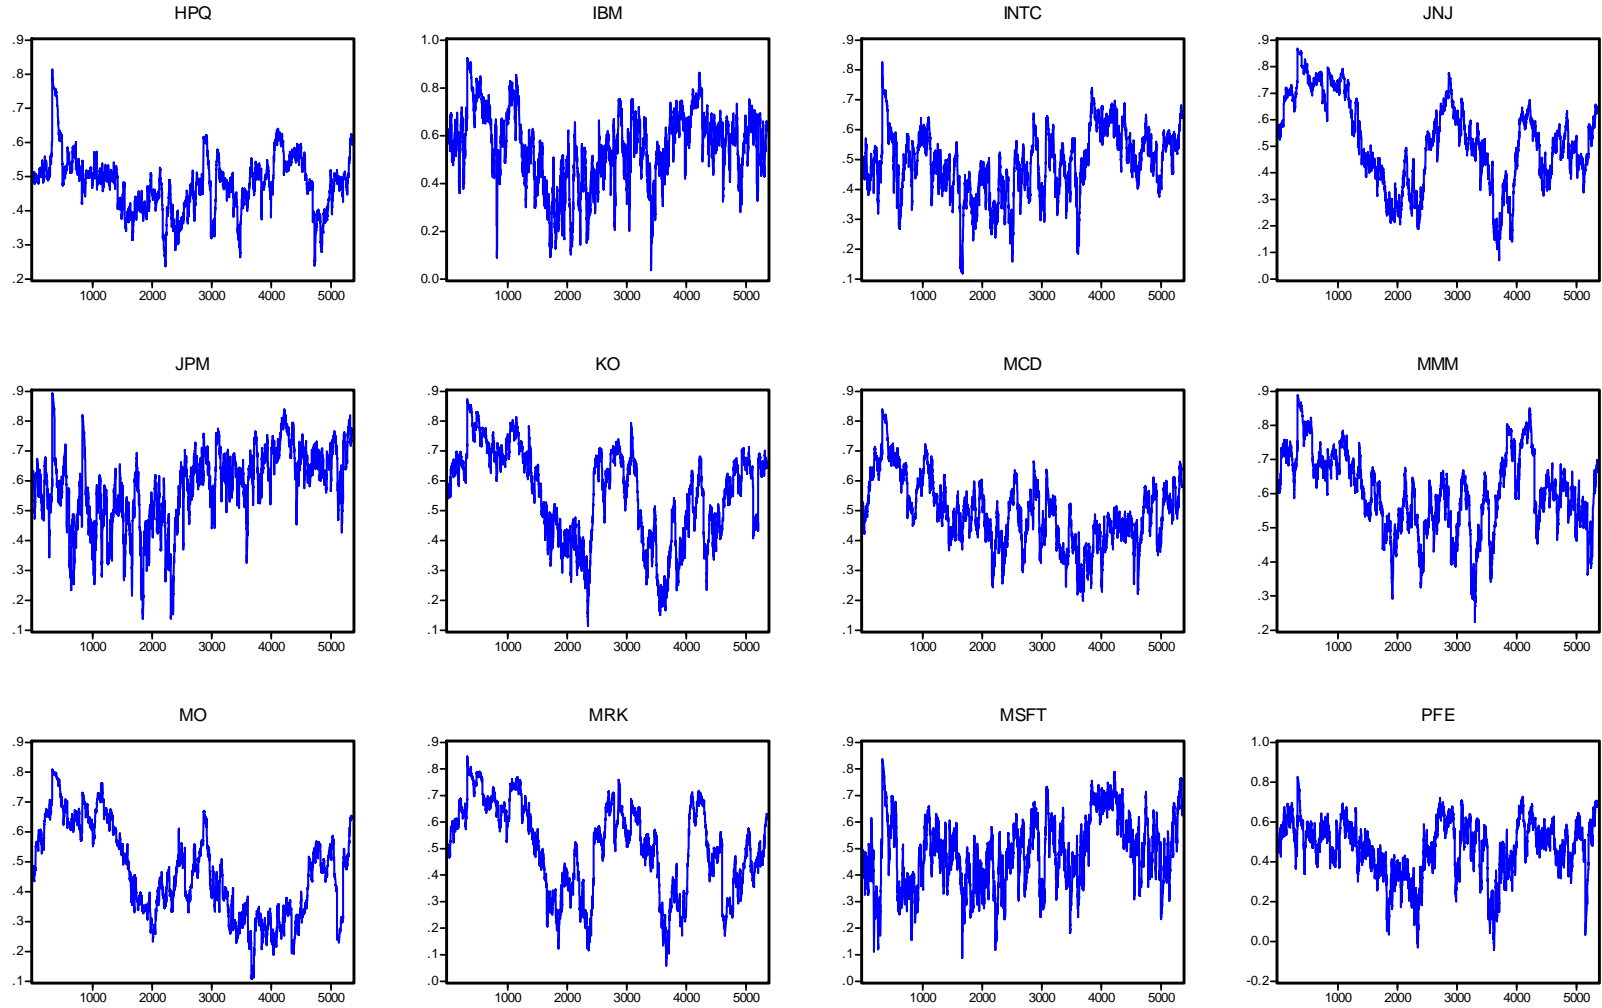 HPQ IBM INTC JNJ
.9 1.0 .9 .9
.8 .8 .8
.7 0.8 .7 .7
.6 .6 .6
.5 0.6 .5 .5
.4 0.4 .4 .4
.3 0.2 .3 .3
.2 0.0 .2 .2
.1 .1
.0
1000 2000 3000 4000 5000 1000 2000 3000 4000 5000 1000 2000 3000 4000 5000 1000 2000 3000 4000 5000
JPM KO MCD MMM
.9 .9 .9 .9
.8 .8 .8 .8
.7 .7 .7 .7
.6 .6 .6 .6
.5 .5 .5 .5
.4 .4 .4 .4
.3 .3 .3 .3
.2 .2 .2 .2
.1 .1 .1
1000 2000 3000 4000 5000 1000 2000 3000 4000 5000 1000 2000 3000 4000 5000 1000 2000 3000 4000 5000
MO MRK MSFT PFE
.9 .9 .9 1.0
.8 .8 .8 0.8
.7 .7 .7 0.6
.6 .6 .6 0.4
.5 .5 .5 0.2
.4 .4 .4 0.0
.3 .3 .3 -0.2
.2 .2 .2
.1 .1 .1
.0 .0
1000 2000 3000 4000 5000 1000 2000 3000 4000 5000 1000 2000 3000 4000 5000 1000 2000 3000 4000 5000